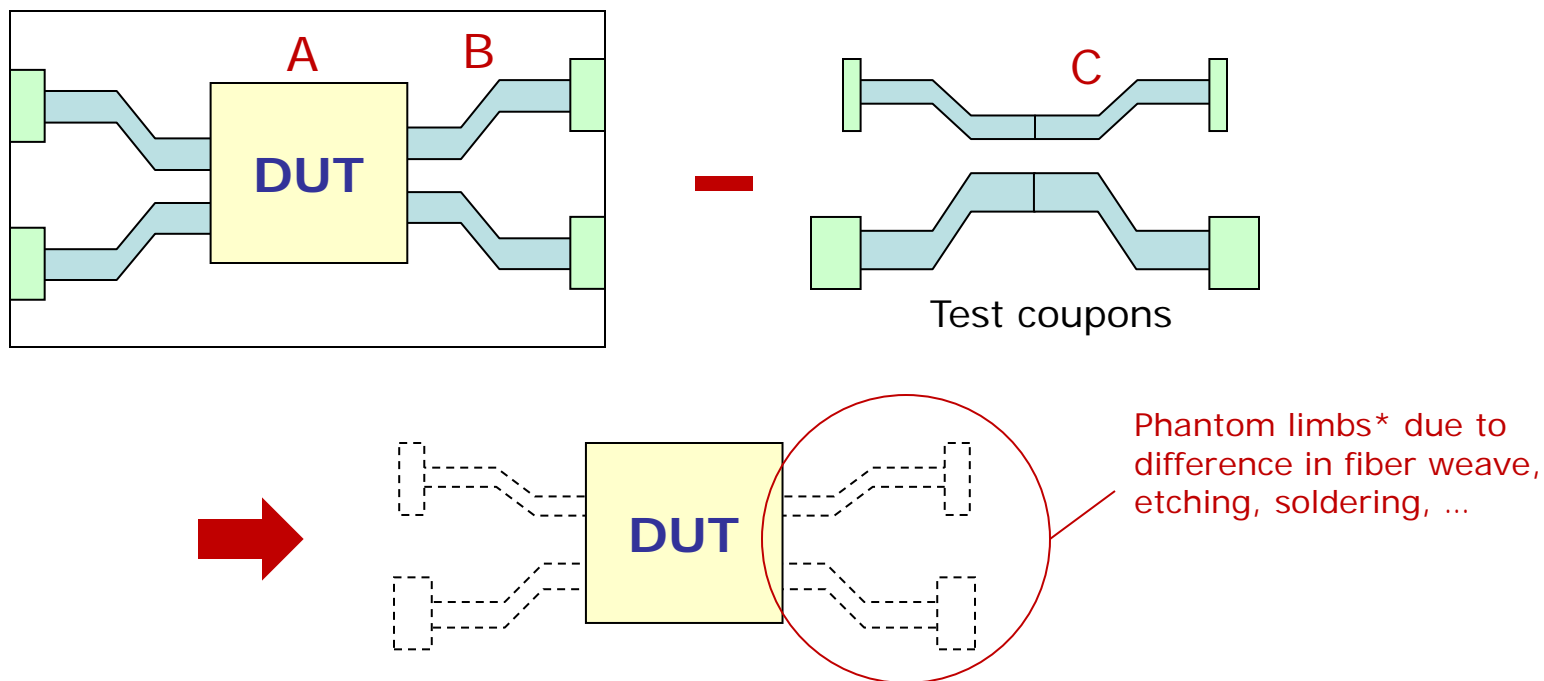 A
B
C
DUT
Test coupons
DUT
Phantom limbs* due to
difference in fiber weave,
etching, soldering, …